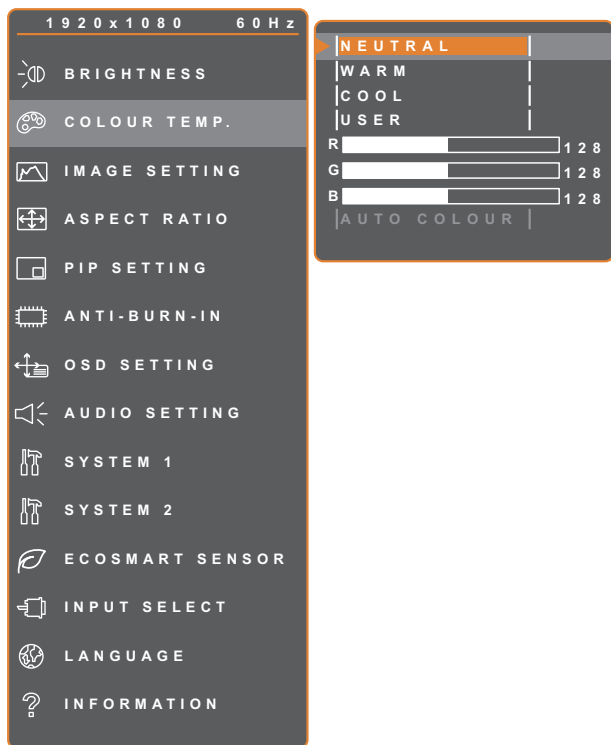 1920x1080 60Hz
BRIGHTNESS
COLOUR TEMP.
IMAGE SETTING
ASPECT RATIO
PIP SETTING
ANTI-BURN-IN
OSD SETTING
AUDIO SETTING
SYSTEM 1
SYSTEM 2
ECOSMART SENSOR
INPUT SELECT
LANGUAGE
INFORMATION
NEUTRAL
WARM
COOL
USER
R 128
G 128
B 128
AUTO COLOUR